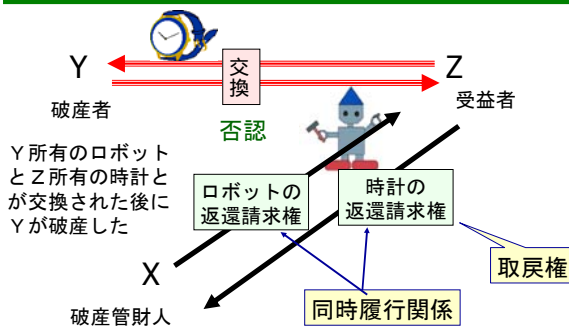 Y
交
換
Z
破産者
受益者
否認
Y所有のロボット
とZ所有の時計と
が交換された後に
Yが破産した
ロボットの
返還請求権
時計の
返還請求権
取戻権
X
破産管財人
同時履行関係